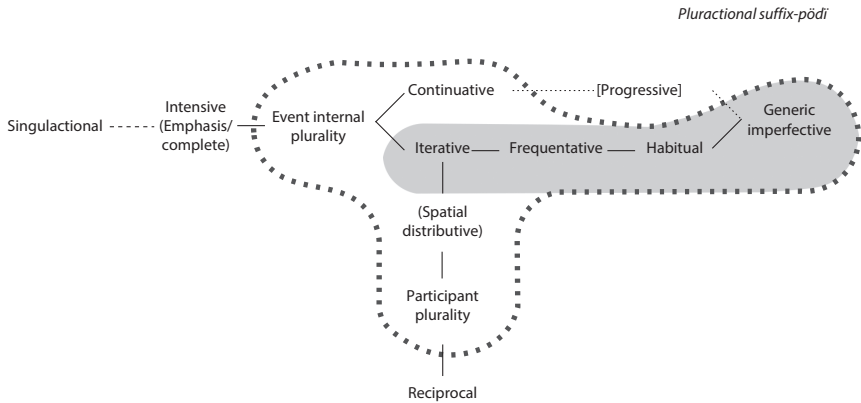 Pluractional suffix-pödï
Continuative
[Progressive]
Singulactional
Intensive
(Emphasis/
complete)
Event internal
plurality
Generic
imperfective
Iterative
Frequentative
Habitual
(Spatial
distributive)
Participant
plurality
Reciprocal